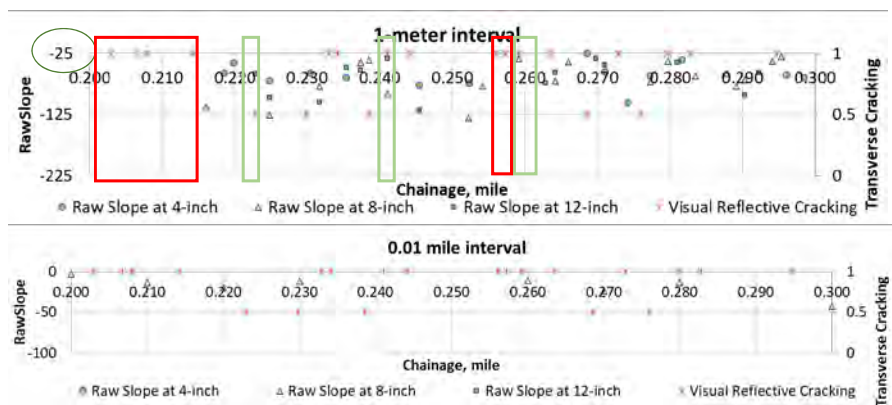 1-meter interval
-25 0.200 0.210 0.220 0.230 0.240 0.250 0.260 0.270 0.280 0.290 0.300 1
RawSlope
-125 0.5
-225 0
Transverse Cracking
Chainage, mile
Raw Slope at 4-inch Raw Slope at 8-inch Raw Slope at 12-inch Visual Reflective Cracking
0.01 mile interval
0 1
0.200 0.210 0.220 0.230 0.240 0.250 0.260 0.270 0.280 0.290 0.300
RawSlope
-50 0.5
-100 0
Transverse Cracking
Chainage, mile
Raw Slope at 4-inch Raw Slope at 8-inch Raw Slope at 12-inch Visual Reflective Cracking